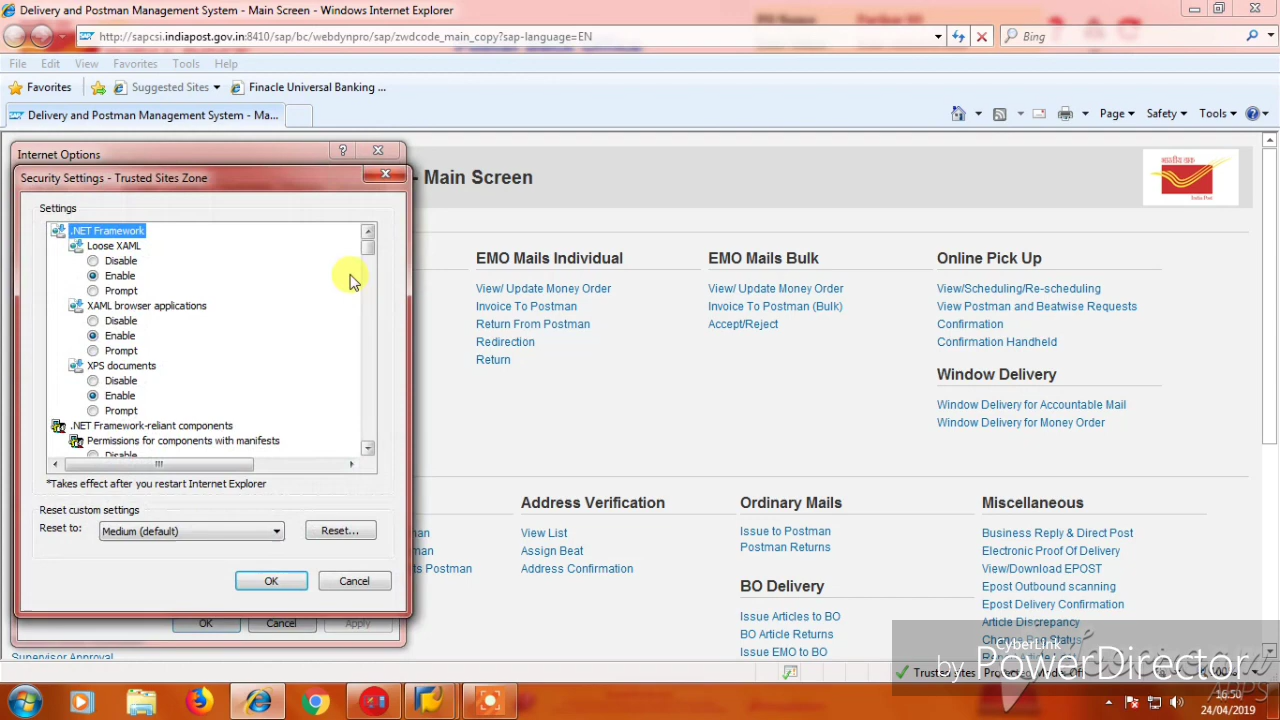 Delivery and Postman Management System - Main Screen - Windows Internet Explorer
http://sapcsi.indiapost.gov.in:8410/sap/bc/webdynpro/sap/zwdcode_main_copy?sap-language=EN
Bing
File Edit View Favorites Tools Help
Favorites Suggested Sites Finacle Universal Banking ...
Delivery and Postman Management System - Ma...
Page Safety Tools
Internet Options
Security Settings - Trusted Sites Zone
- Main Screen
भारतीय डाक
India Post
Settings
.NET Framework
Loose XAML
Disable
Enable
Prompt
XAML browser applications
Disable
Enable
Prompt
XPS documents
Disable
Enable
Prompt
.NET Framework-reliant components
Permissions for components with manifests
Disable
*Takes effect after you restart Internet Explorer
Reset custom settings
Reset to: Medium (default) Reset...
OK Cancel
OK Cancel Apply
EMO Mails Individual
View/ Update Money Order
Invoice To Postman
Return From Postman
Redirection
Return
EMO Mails Bulk
View/ Update Money Order
Invoice To Postman (Bulk)
Accept/Reject
Online Pick Up
View/Scheduling/Re-scheduling
View Postman and Beatwise Requests
Confirmation
Confirmation Handheld
Window Delivery
Window Delivery for Accountable Mail
Window Delivery for Money Order
Address Verification
View List
Assign Beat
Address Confirmation
Ordinary Mails
Issue to Postman
Postman Returns
BO Delivery
Issue Articles to BO
BO Article Returns
Issue EMO to BO
Miscellaneous
Business Reply & Direct Post
Electronic Proof Of Delivery
View/Download EPOST
Epost Outbound scanning
Epost Delivery Confirmation
Article Discrepancy
Change Bag Status
Supervisor Approval
Trusted sites
CyberLink
by PowerDirector
16:50
24/04/2019